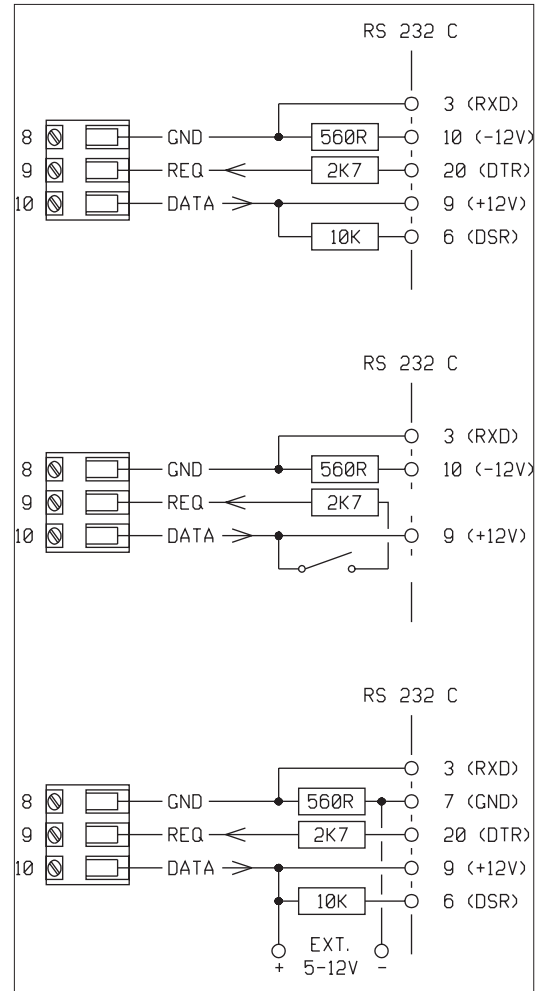 RS 232 C
3 (RXD)
8 GND 560R 10 (-12V)
9 REQ 2K7 20 (DTR)
10 DATA 9 (+12V)
10K 6 (DSR)
RS 232 C
3 (RXD)
8 GND 560R 10 (-12V)
9 REQ 2K7
10 DATA 9 (+12V)
RS 232 C
3 (RXD)
8 GND 560R 7 (GND)
9 REQ 2K7 20 (DTR)
10 DATA 9 (+12V)
10K 6 (DSR)
EXT.
+ 5-12V -